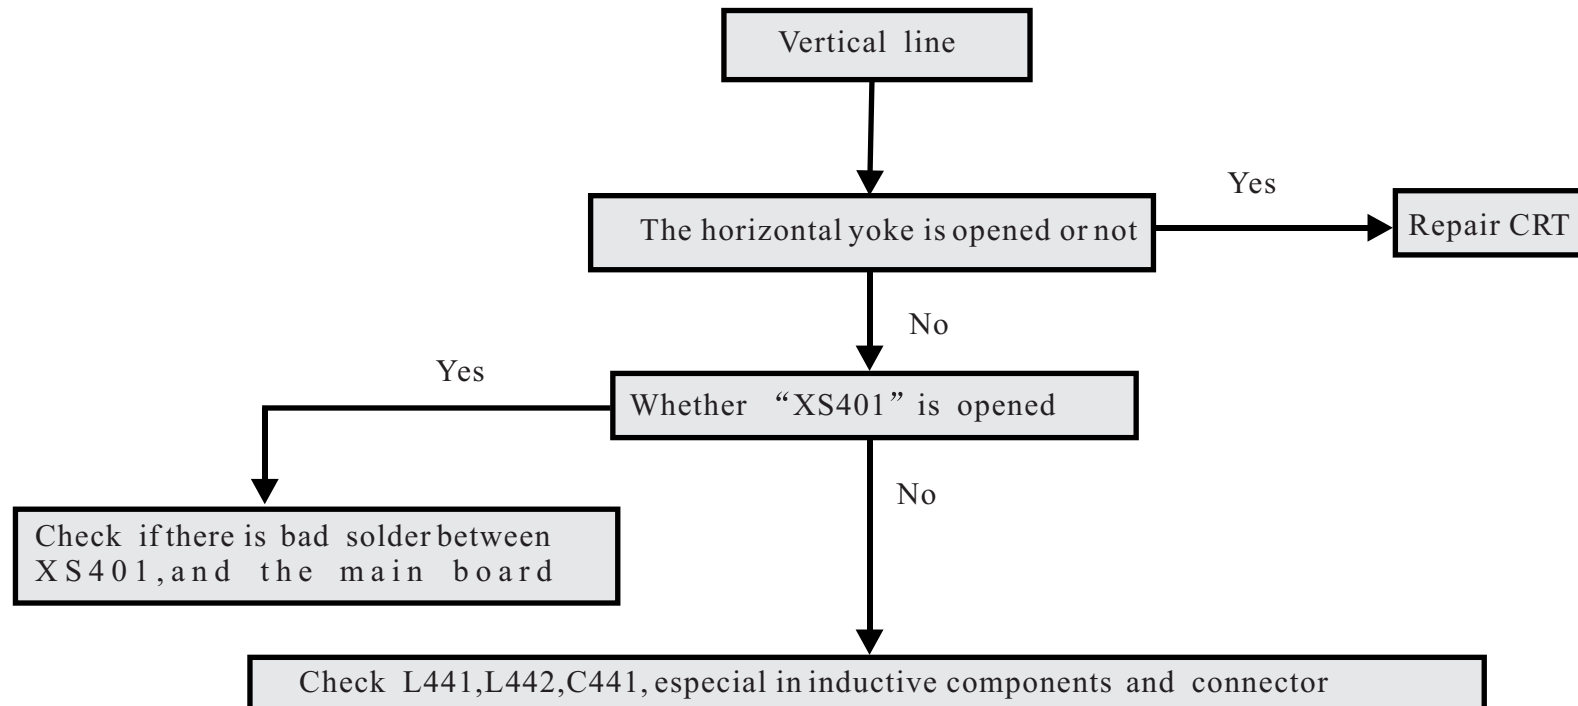 Vertical line
Yes
The horizontal yoke is opened or not
Repair CRT
No
Yes
Whether “XS401” is opened
No
Check if there is bad solder between
XS401,and the main board
Check L441,L442,C441, especial in inductive components and connector